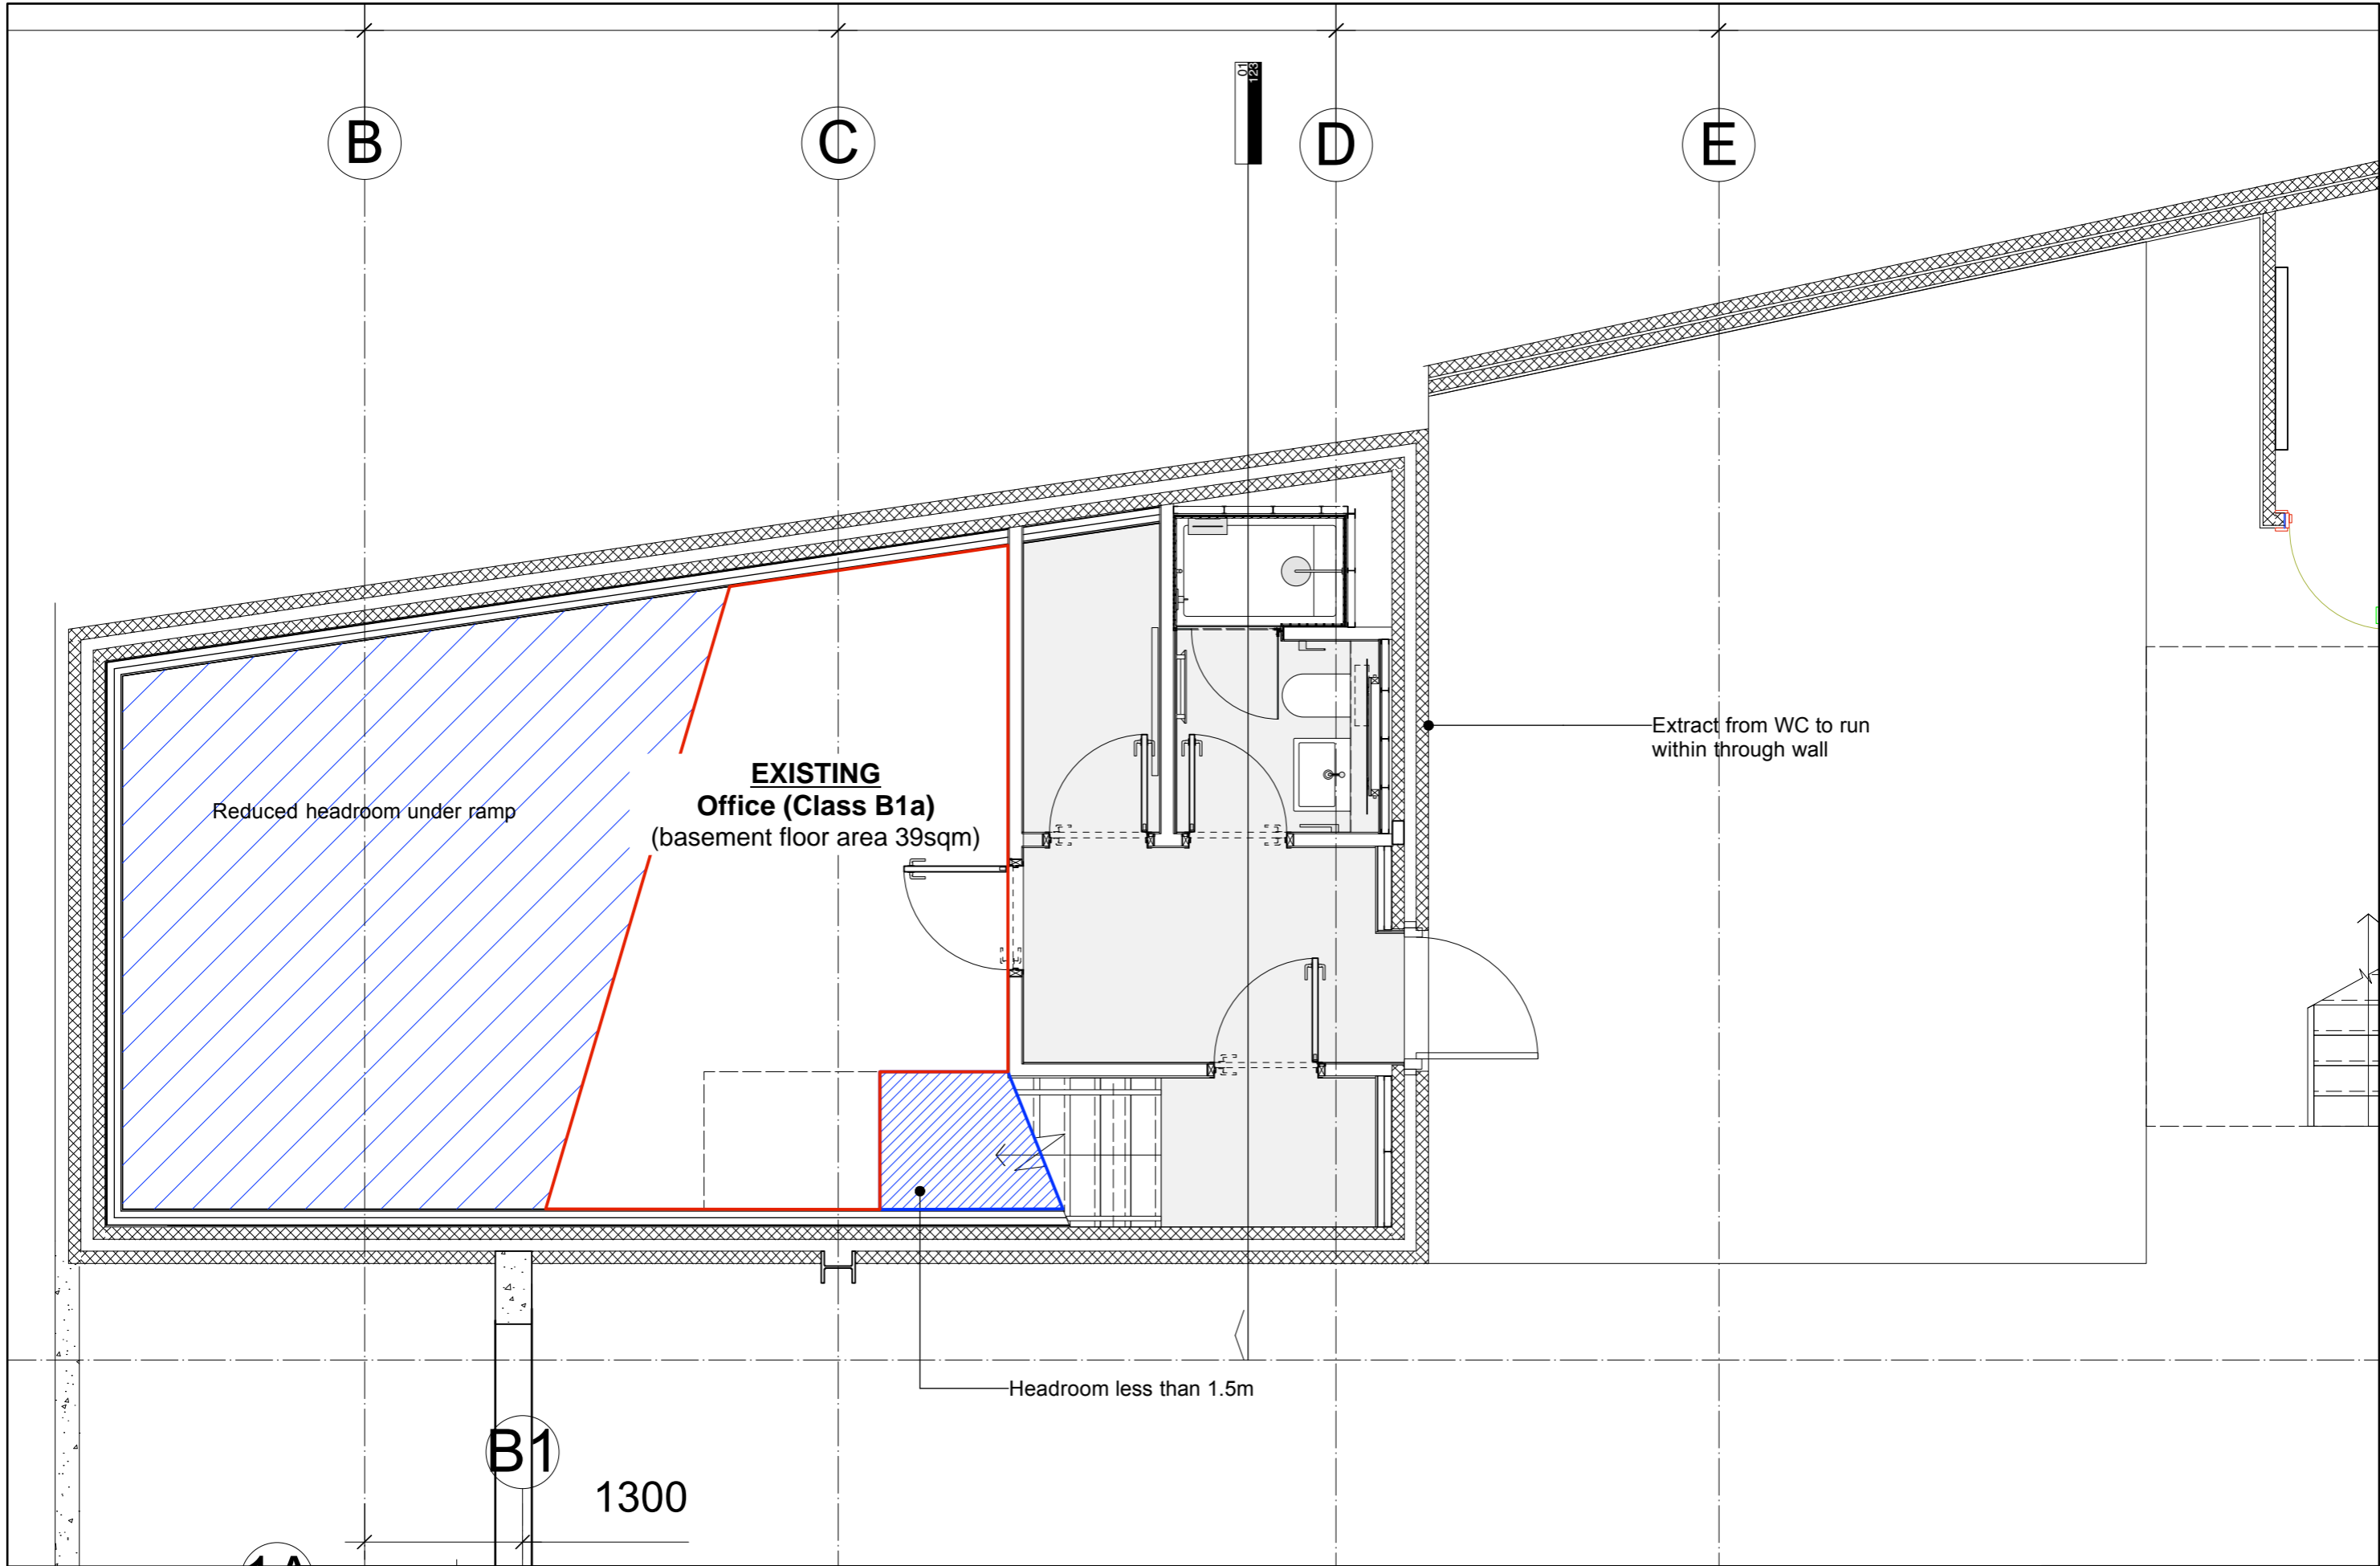 01
123
B
C
D
E
Extract from WC to run
within through wall
EXISTING
Office (Class B1a)
(basement floor area 39sqm)
Reduced headroom under ramp
Headroom less than 1.5m
B1
1300
1A